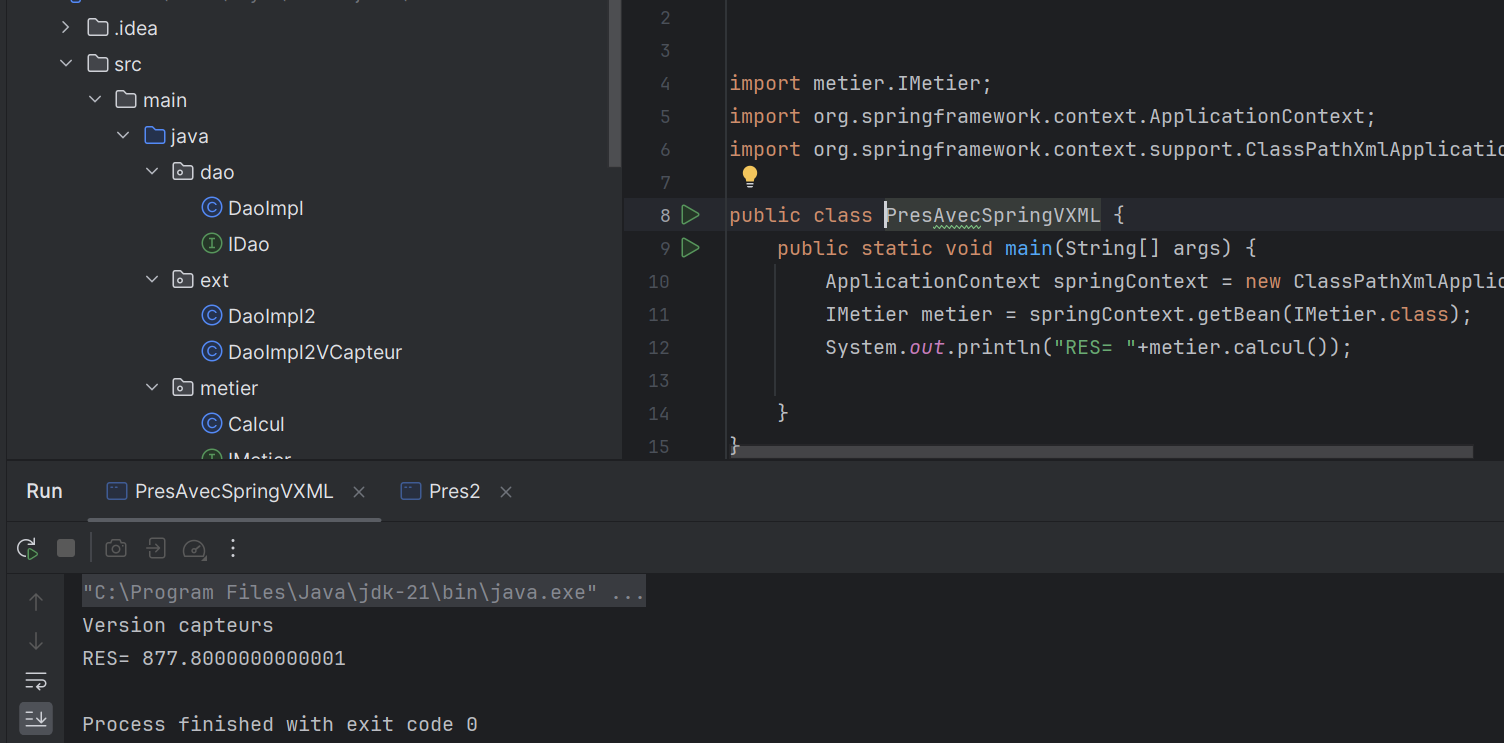 .idea
src
main
java
dao
DaoImpl
IDao
ext
DaoImpl2
DaoImpl2VCapteur
metier
Calcul
IMetier
2
3
4 import metier.IMetier;
5 import org.springframework.context.ApplicationContext;
6 import org.springframework.context.support.ClassPathXmlApplicatio
7
8 public class PresAvecSpringVXML {
9 public static void main(String[] args) {
10 ApplicationContext springContext = new ClassPathXmlApplic
11 IMetier metier = springContext.getBean(IMetier.class);
12 System.out.println("RES= "+metier.calcul());
13
14 }
15 }
Run PresAvecSpringVXML Pres2
"C:\Program Files\Java\jdk-21\bin\java.exe" ...
Version capteurs
RES= 877.8000000000001
Process finished with exit code 0